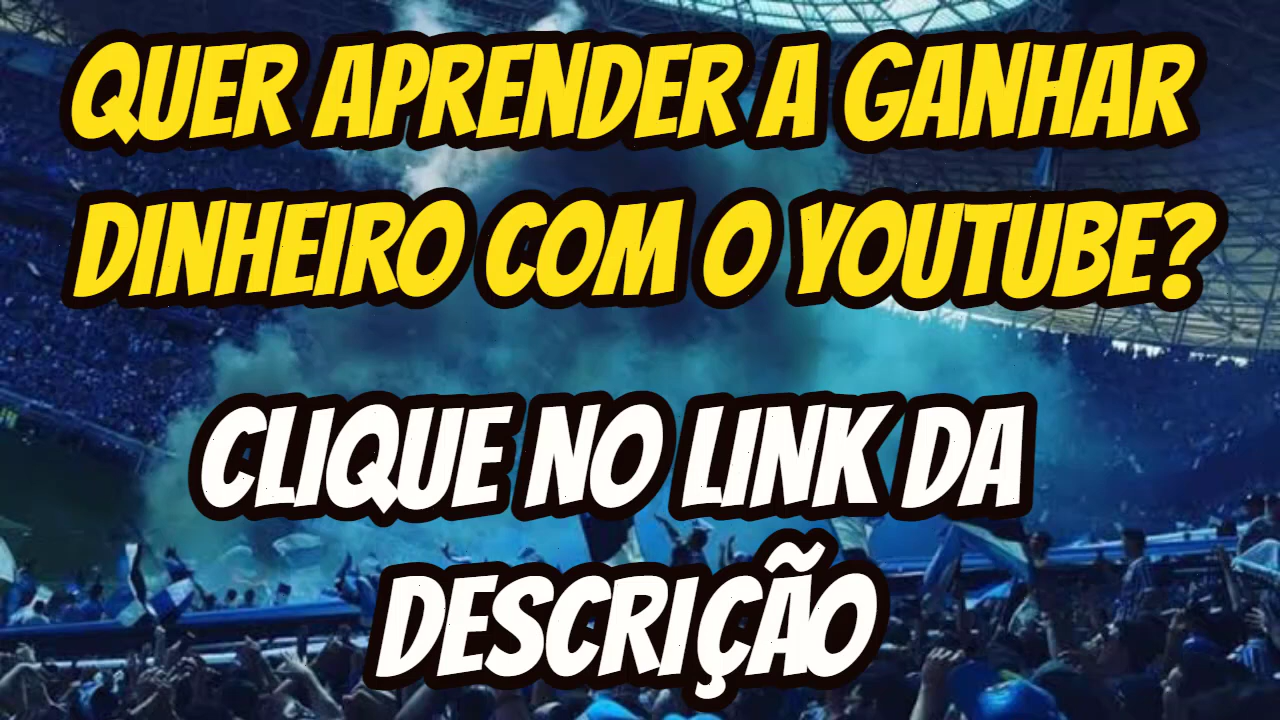 QUER APRENDER A GANHAR
DINHEIRO COM O YOUTUBE?
CLIQUE NO LINK DA
DESCRIÇÃO